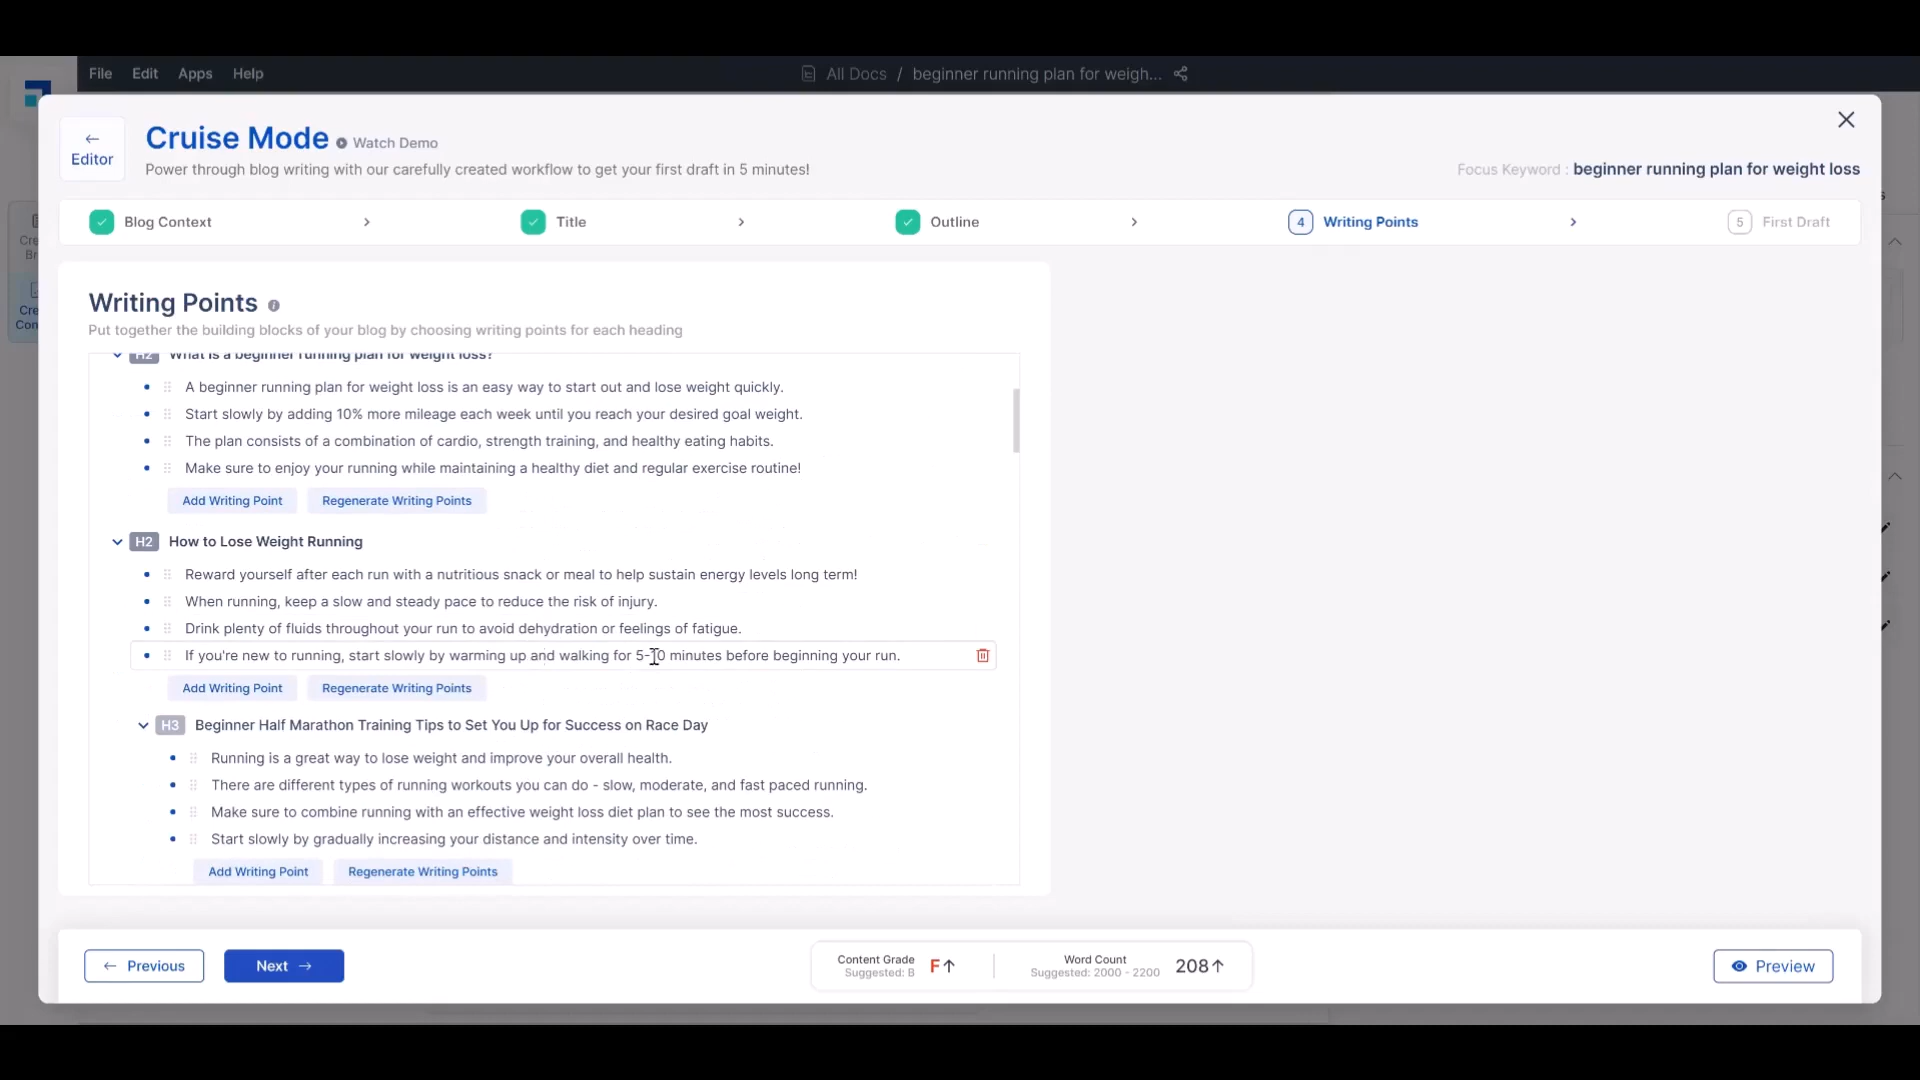 File Edit Apps Help
All Docs / beginner running plan for weigh...
← Editor
Cruise Mode Watch Demo
Power through blog writing with our carefully created workflow to get your first draft in 5 minutes!
Focus Keyword : beginner running plan for weight loss
Blog Context > Title > Outline > 4 Writing Points > 5 First Draft
Writing Points
Put together the building blocks of your blog by choosing writing points for each heading
H2 What is a beginner running plan for weight loss?
A beginner running plan for weight loss is an easy way to start out and lose weight quickly.
Start slowly by adding 10% more mileage each week until you reach your desired goal weight.
The plan consists of a combination of cardio, strength training, and healthy eating habits.
Make sure to enjoy your running while maintaining a healthy diet and regular exercise routine!
Add Writing Point Regenerate Writing Points
H2 How to Lose Weight Running
Reward yourself after each run with a nutritious snack or meal to help sustain energy levels long term!
When running, keep a slow and steady pace to reduce the risk of injury.
Drink plenty of fluids throughout your run to avoid dehydration or feelings of fatigue.
If you're new to running, start slowly by warming up and walking for 5-10 minutes before beginning your run.
Add Writing Point Regenerate Writing Points
H3 Beginner Half Marathon Training Tips to Set You Up for Success on Race Day
Running is a great way to lose weight and improve your overall health.
There are different types of running workouts you can do - slow, moderate, and fast paced running.
Make sure to combine running with an effective weight loss diet plan to see the most success.
Start slowly by gradually increasing your distance and intensity over time.
Add Writing Point Regenerate Writing Points
← Previous
Next →
Content Grade
Suggested: B
F↑
Word Count
Suggested: 2000 - 2200
208↑
Preview